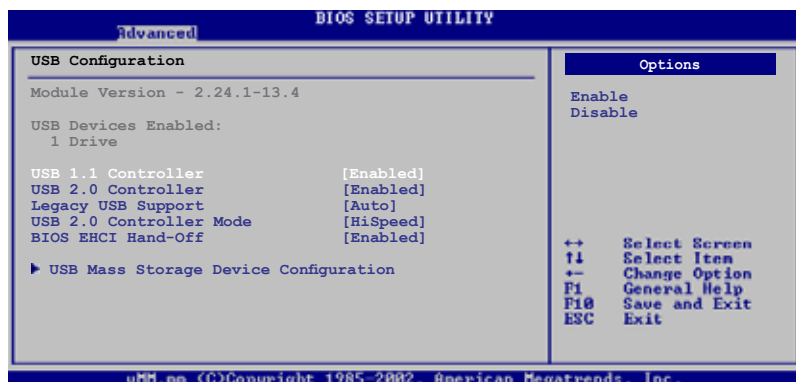 BIOS SETUP UTILITY
Advanced
USB Configuration
Module Version - 2.24.1-13.4
USB Devices Enabled:
1 Drive
USB 1.1 Controller [Enabled]
USB 2.0 Controller [Enabled]
Legacy USB Support [Auto]
USB 2.0 Controller Mode [HiSpeed]
BIOS EHCI Hand-Off [Enabled]
USB Mass Storage Device Configuration
Options
Enable
Disable
↔ Select Screen
↑↓ Select Item
+- Change Option
F1 General Help
F10 Save and Exit
ESC Exit
(C)Copyright 1985-2002, American Megatrends, Inc.